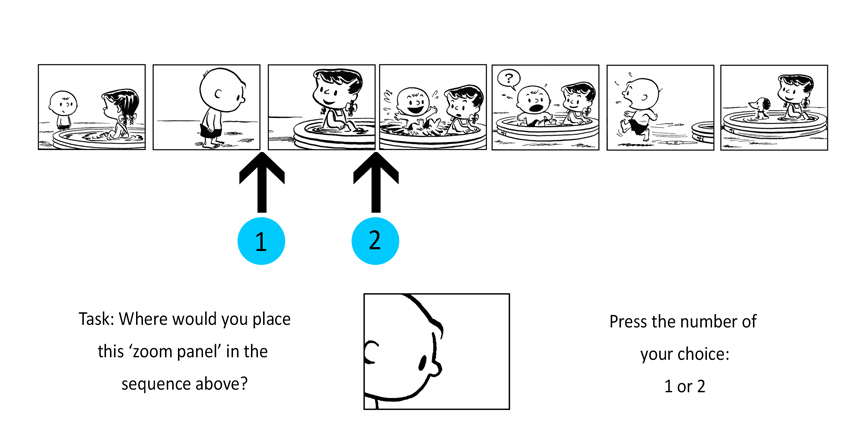 ?
1
2
Task: Where would you place
this ‘zoom panel’ in the
sequence above?
Press the number of
your choice:
1 or 2